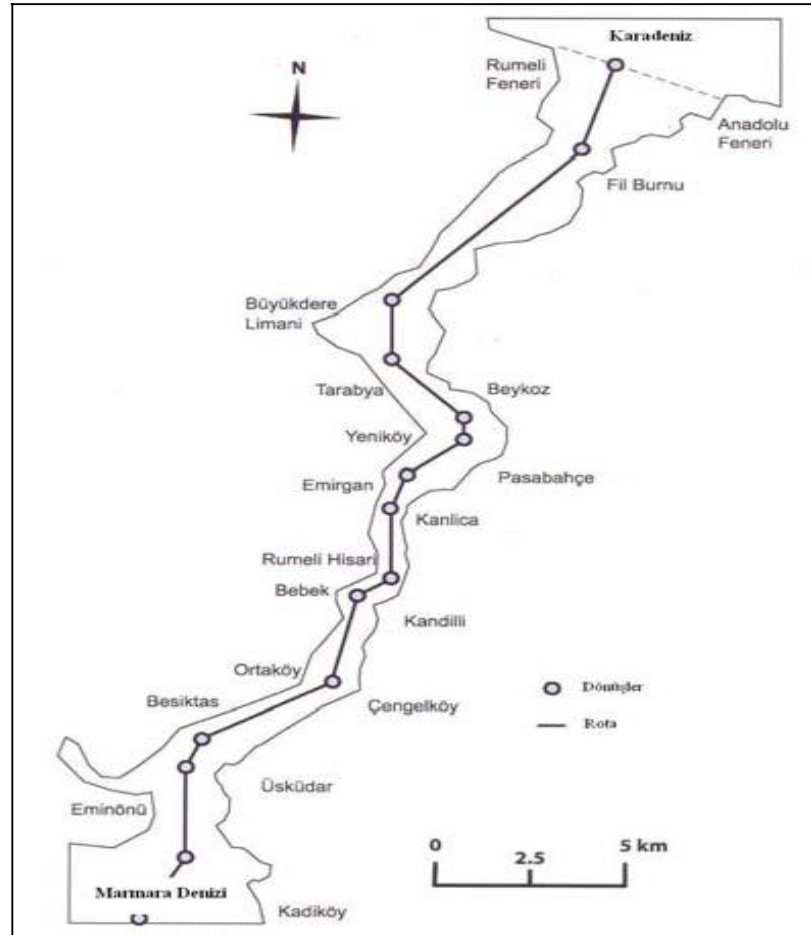 Karadeniz
N
Rumeli
Feneri
Anadolu
Feneri
Fil Burnu
Büyükdere
Limani
Tarabya
Beykoz
Yeniköy
Pasabahçe
Emirgan
Kanlica
Rumeli Hisari
Bebek
Kandilli
Ortaköy
Besiktas
Çengelköy
Dönüşler
Rota
Üsküdar
Eminönü
0
2.5
5 km
Marmara Denizi
Kadiköy